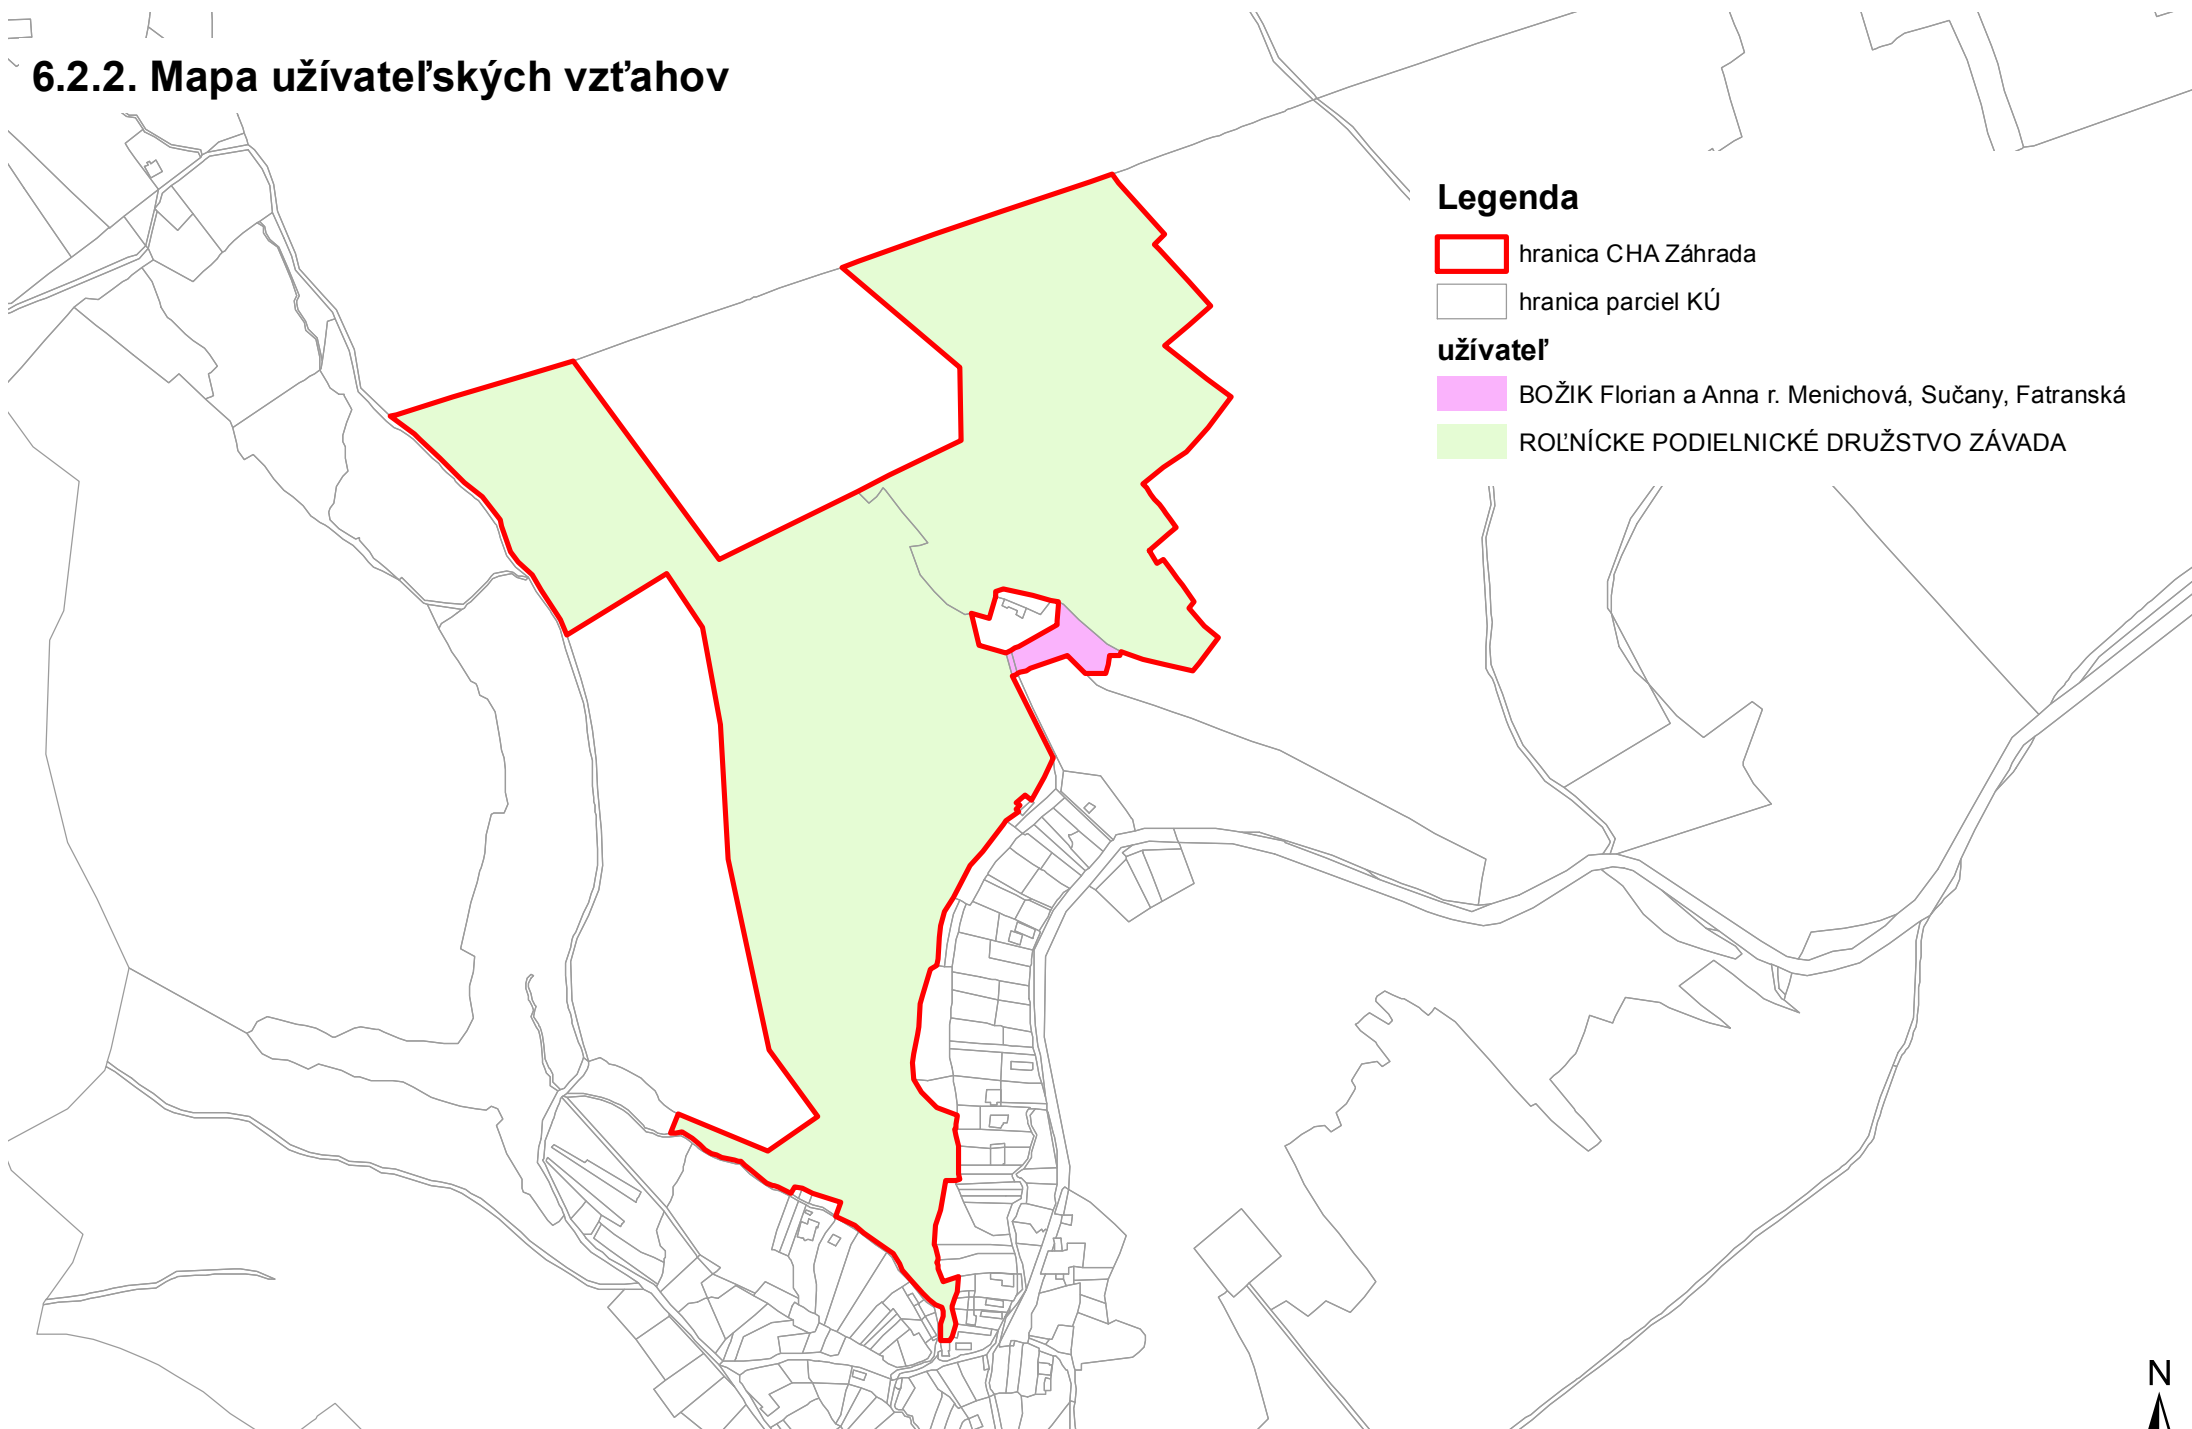 6.2.2. Mapa užívateľských vzťahov
Legenda
hranica CHA Záhrada
hranica parciel KÚ
užívateľ
BOŽIK Florian a Anna r. Menichová, Sučany, Fatranská
ROĽNÍCKE PODIELNICKÉ DRUŽSTVO ZÁVADA
N